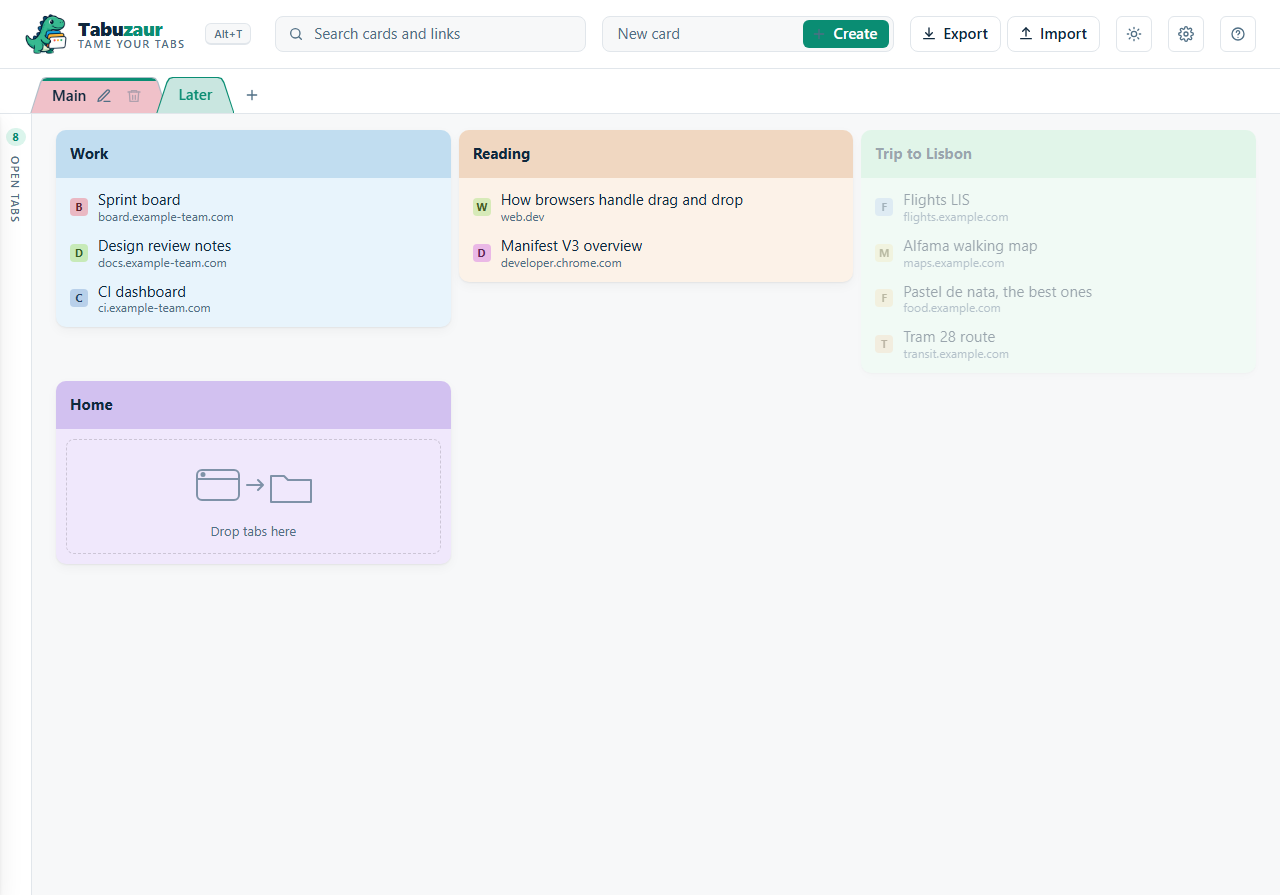 Tabuzaur
TAME YOUR TABS
Alt+T
Search cards and links
New card
Create
Export
Import
Main
Later
8
OPEN TABS
Work
B
Sprint board
board.example-team.com
D
Design review notes
docs.example-team.com
C
CI dashboard
ci.example-team.com
Reading
W
How browsers handle drag and drop
web.dev
D
Manifest V3 overview
developer.chrome.com
Trip to Lisbon
F
Flights LIS
flights.example.com
M
Alfama walking map
maps.example.com
F
Pastel de nata, the best ones
food.example.com
T
Tram 28 route
transit.example.com
Home
Drop tabs here